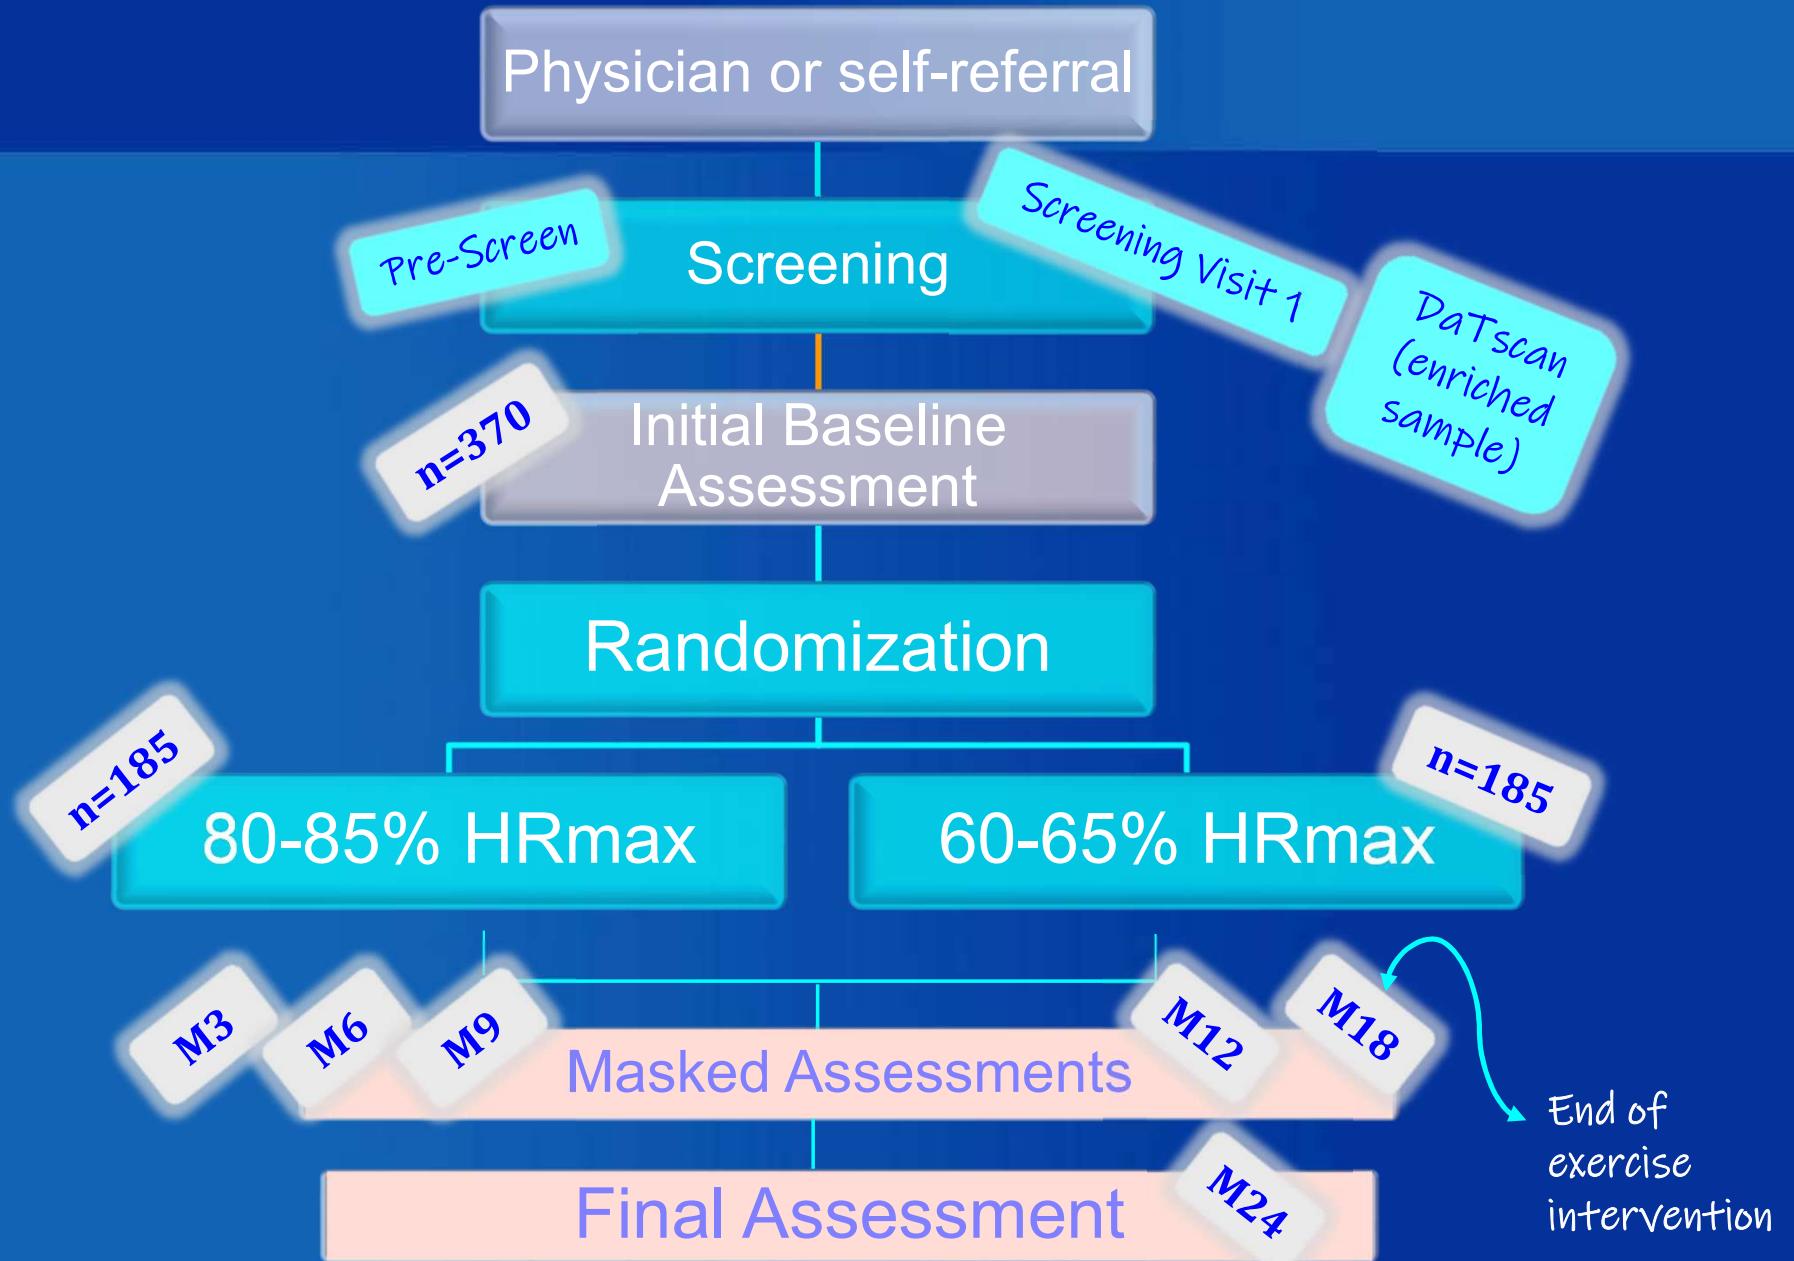 Physician or self-referral
Pre-Screen
Screening
Screening Visit 1
DaTscan
(enriched
sample)
n=370
Initial Baseline
Assessment
Randomization
n=185
80-85% HRmax
n=185
60-65% HRmax
M3
M6
M9
Masked Assessments
M12
M18
End of
exercise
intervention
Final Assessment
M24